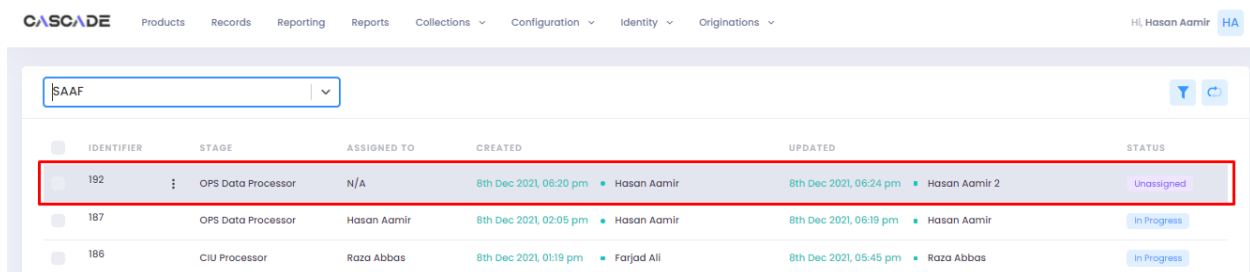 CASCADE Products Records Reporting Reports Collections Configuration Identity Originations Hi, Hasan Aamir HA
SAAF
IDENTIFIER STAGE ASSIGNED TO CREATED UPDATED STATUS
192 OPS Data Processor N/A 8th Dec 2021, 06:20 pm Hasan Aamir 8th Dec 2021, 06:24 pm Hasan Aamir 2 Unassigned
187 OPS Data Processor Hasan Aamir 8th Dec 2021, 02:05 pm Hasan Aamir 8th Dec 2021, 06:19 pm Hasan Aamir In Progress
186 CIU Processor Raza Abbas 8th Dec 2021, 01:19 pm Farjad Ali 8th Dec 2021, 05:45 pm Raza Abbas In Progress